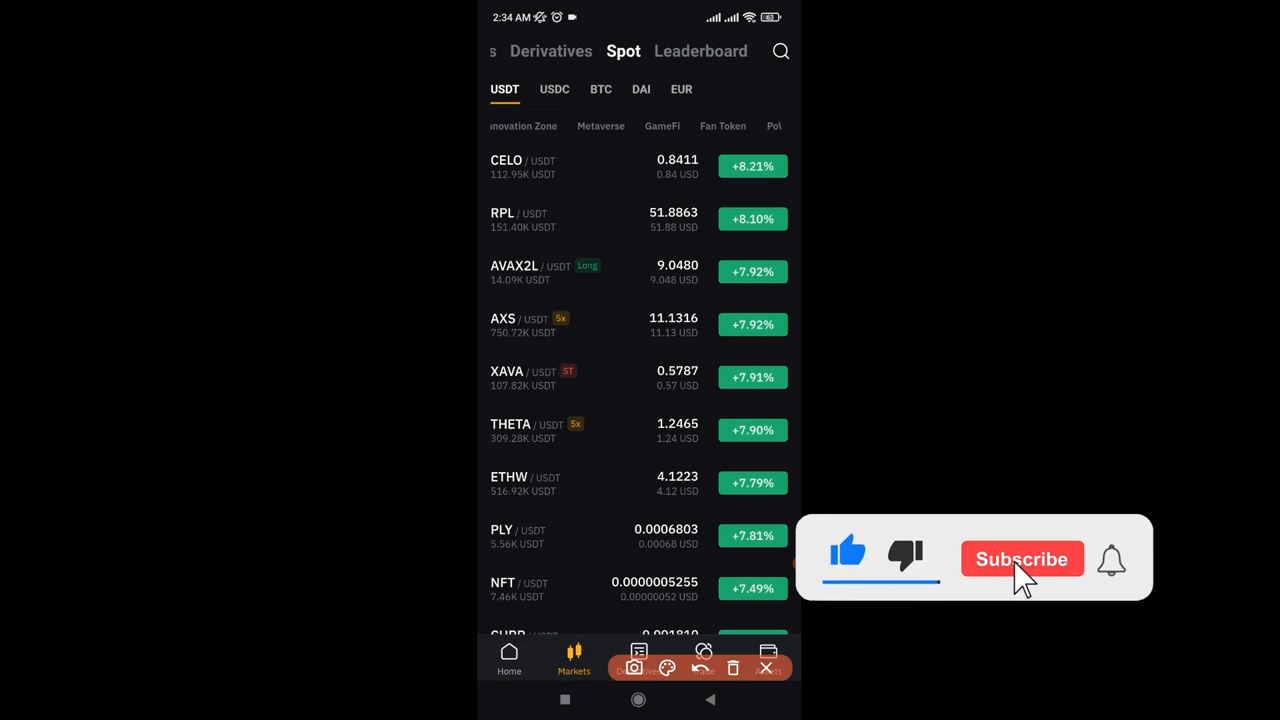 2:34 AM 63
s Derivatives Spot Leaderboard
USDT USDC BTC DAI EUR
nnovation Zone Metaverse GameFi Fan Token
CELO / USDT 0.8411 +8.21%
112.95K USDT 0.84 USD
RPL / USDT 51.8863 +8.10%
151.40K USDT 51.88 USD
AVAX2L / USDT Long 9.0480 +7.92%
14.09K USDT 9.048 USD
AXS / USDT 5x 11.1316 +7.92%
750.72K USDT 11.13 USD
XAVA / USDT ST 0.5787 +7.91%
107.82K USDT 0.57 USD
THETA / USDT 5x 1.2465 +7.90%
309.28K USDT 1.24 USD
ETHW / USDT 4.1223 +7.79%
516.92K USDT 4.12 USD
PLY / USDT 0.0006803 +7.81%
5.56K USDT 0.00068 USD
NFT / USDT 0.0000005255 +7.49%
7.46K USDT 0.00000052 USD
Subscribe
Home Markets